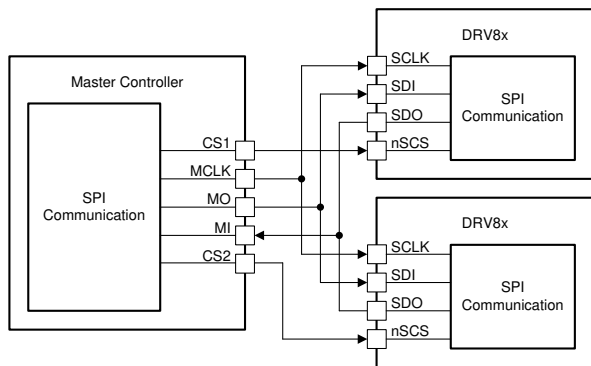 Master Controller
SPI
Communication
CS1
MCLK
MO
MI
CS2
DRV8x
SCLK
SDI
SDO
nSCS
SPI
Communication
DRV8x
SCLK
SDI
SDO
nSCS
SPI
Communication